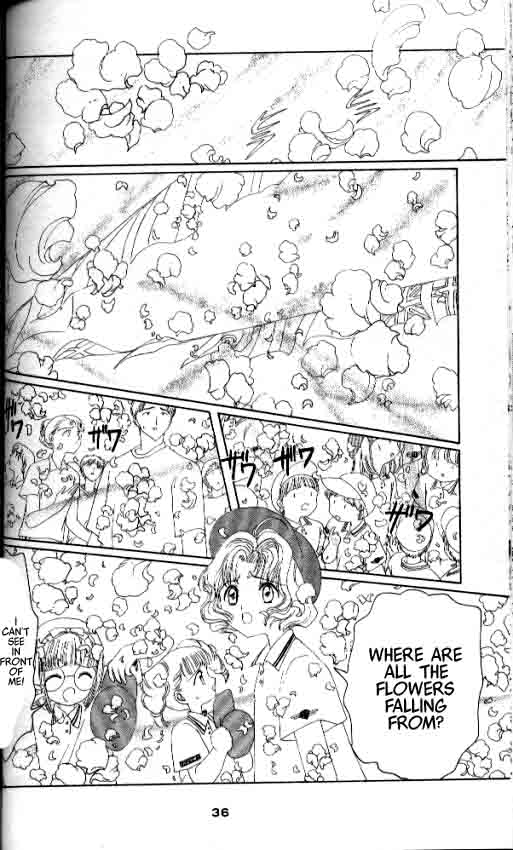 ザワ
ザワ
ザワ
ザワ
ザワ
WHERE ARE
ALL THE
FLOWERS
FALLING
FROM?
I
CAN'T
SEE
IN
FRONT
OF
ME!
36